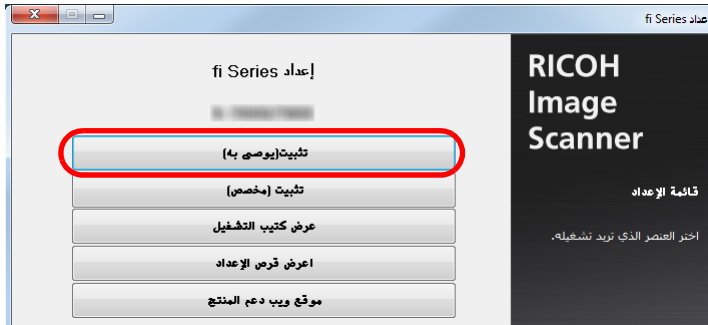 إعداد fi Series
RICOH
Image
Scanner
قائمة الإعداد
اختر العنصر الذي تريد تشغيله.
إعداد fi Series
تثبيت(يوصى به)
تثبيت (مخصص)
عرض كتيب التشغيل
اعرض قرص الإعداد
موقع ويب دعم المنتج